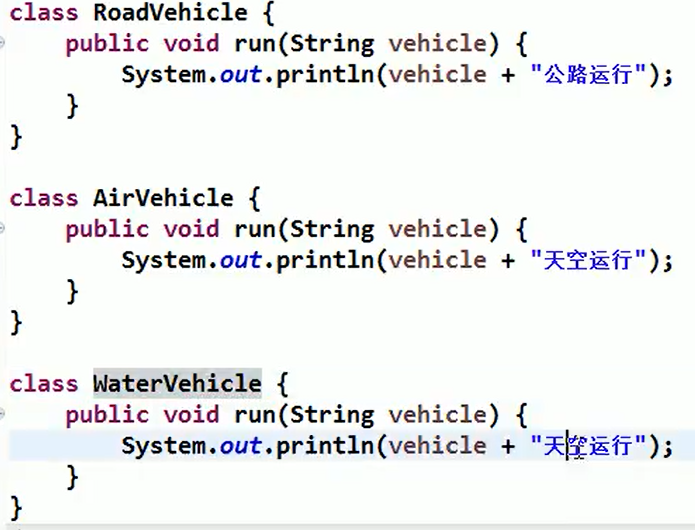 class RoadVehicle {
public void run(String vehicle) {
System.out.println(vehicle + "公路运行");
}
}
class AirVehicle {
public void run(String vehicle) {
System.out.println(vehicle + "天空运行");
}
}
class WaterVehicle {
public void run(String vehicle) {
System.out.println(vehicle + "天空运行");
}
}